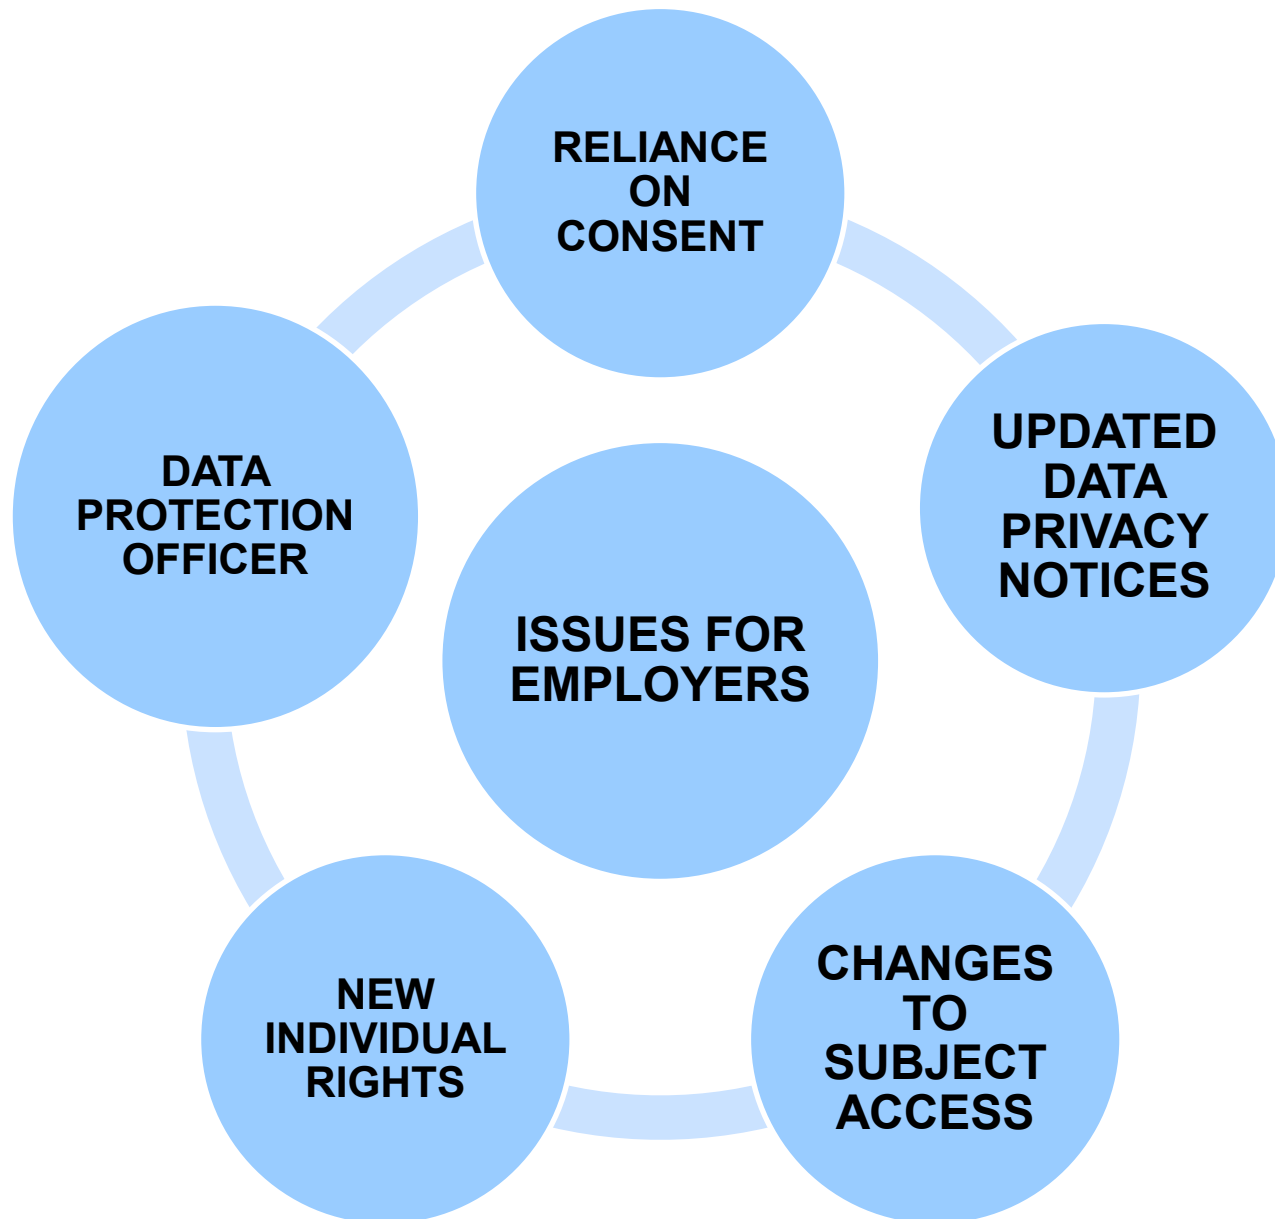 RELIANCE
ON
CONSENT
UPDATED
DATA
PRIVACY
NOTICES
DATA
PROTECTION
OFFICER
ISSUES FOR
EMPLOYERS
CHANGES
TO
SUBJECT
ACCESS
NEW
INDIVIDUAL
RIGHTS